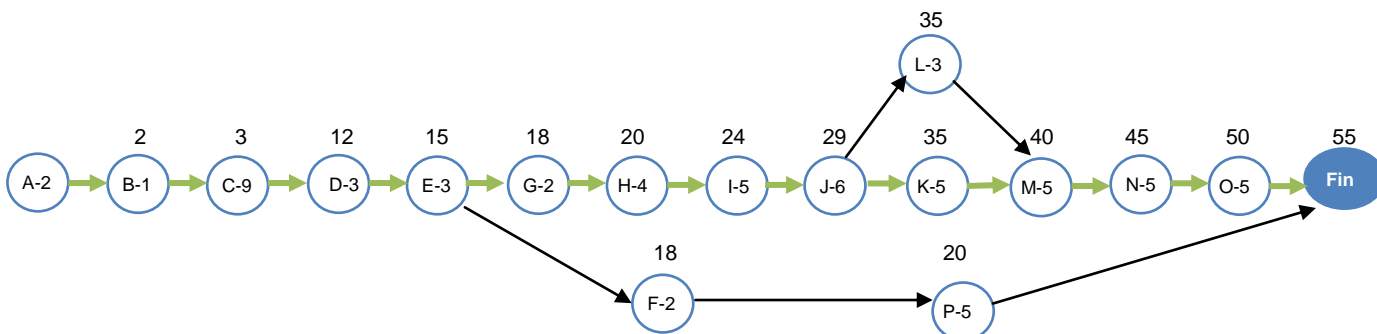 35
L-3
2 3 12 15 18 20 24 29 35 40 45 50 55
A-2 B-1 C-9 D-3 E-3 G-2 H-4 I-5 J-6 K-5 M-5 N-5 O-5 Fin
18 20
F-2 P-5